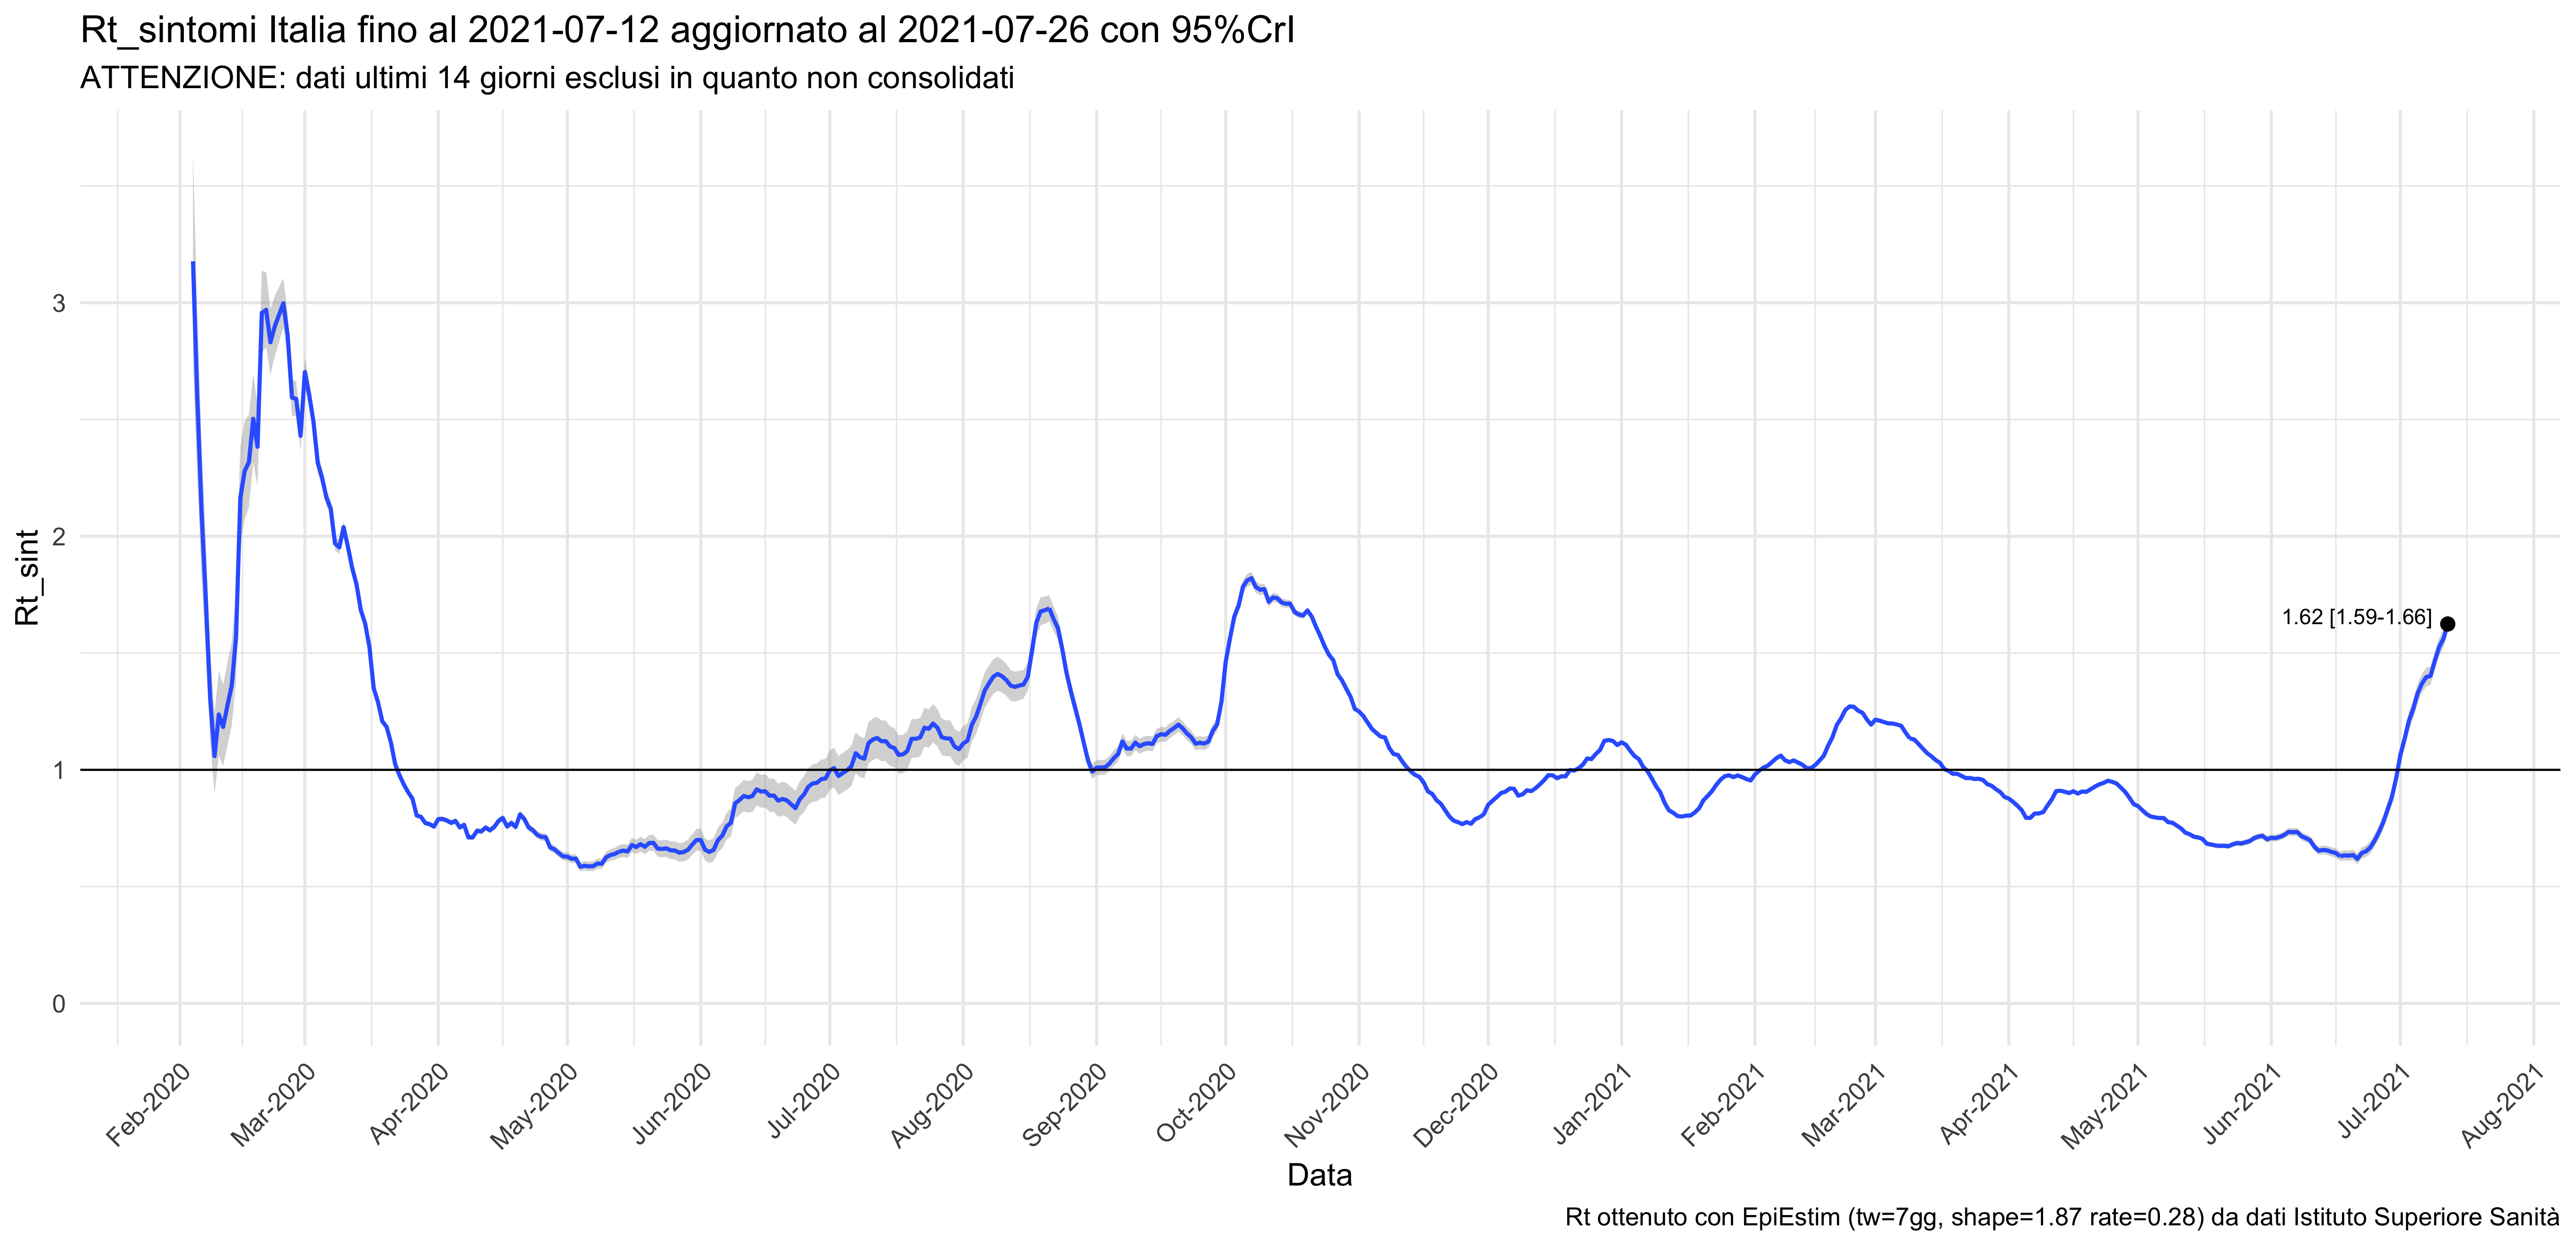 Rt_sintomi Italia fino al 2021-07-12 aggiornato al 2021-07-26 con 95%CrI
ATTENZIONE: dati ultimi 14 giorni esclusi in quanto non consolidati
Rt_sint
3
2
1
0
1.62 [1.59-1.66]
Feb-2020
Mar-2020
Apr-2020
May-2020
Jun-2020
Jul-2020
Aug-2020
Sep-2020
Oct-2020
Nov-2020
Dec-2020
Jan-2021
Feb-2021
Mar-2021
Apr-2021
May-2021
Jun-2021
Jul-2021
Aug-2021
Data
Rt ottenuto con EpiEstim (tw=7gg, shape=1.87 rate=0.28) da dati Istituto Superiore Sanità